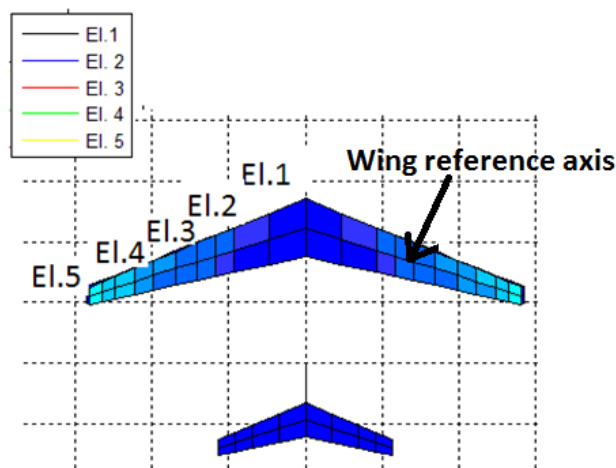 El.1
El. 2
El. 3
El. 4
El. 5
Wing reference axis
El.1
El.2
El.3
El.4
El.5